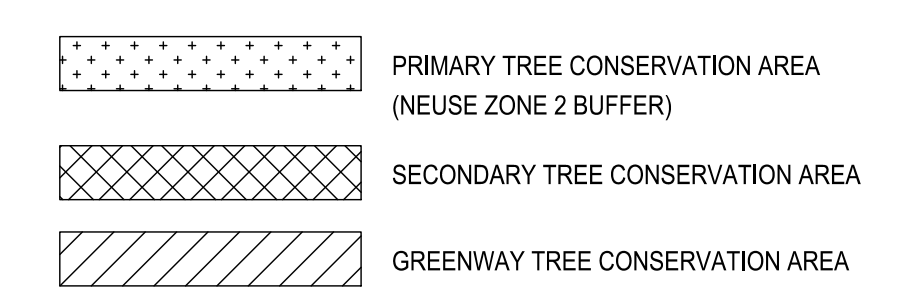 PRIMARY TREE CONSERVATION AREA
(NEUSE ZONE 2 BUFFER)
SECONDARY TREE CONSERVATION AREA
GREENWAY TREE CONSERVATION AREA